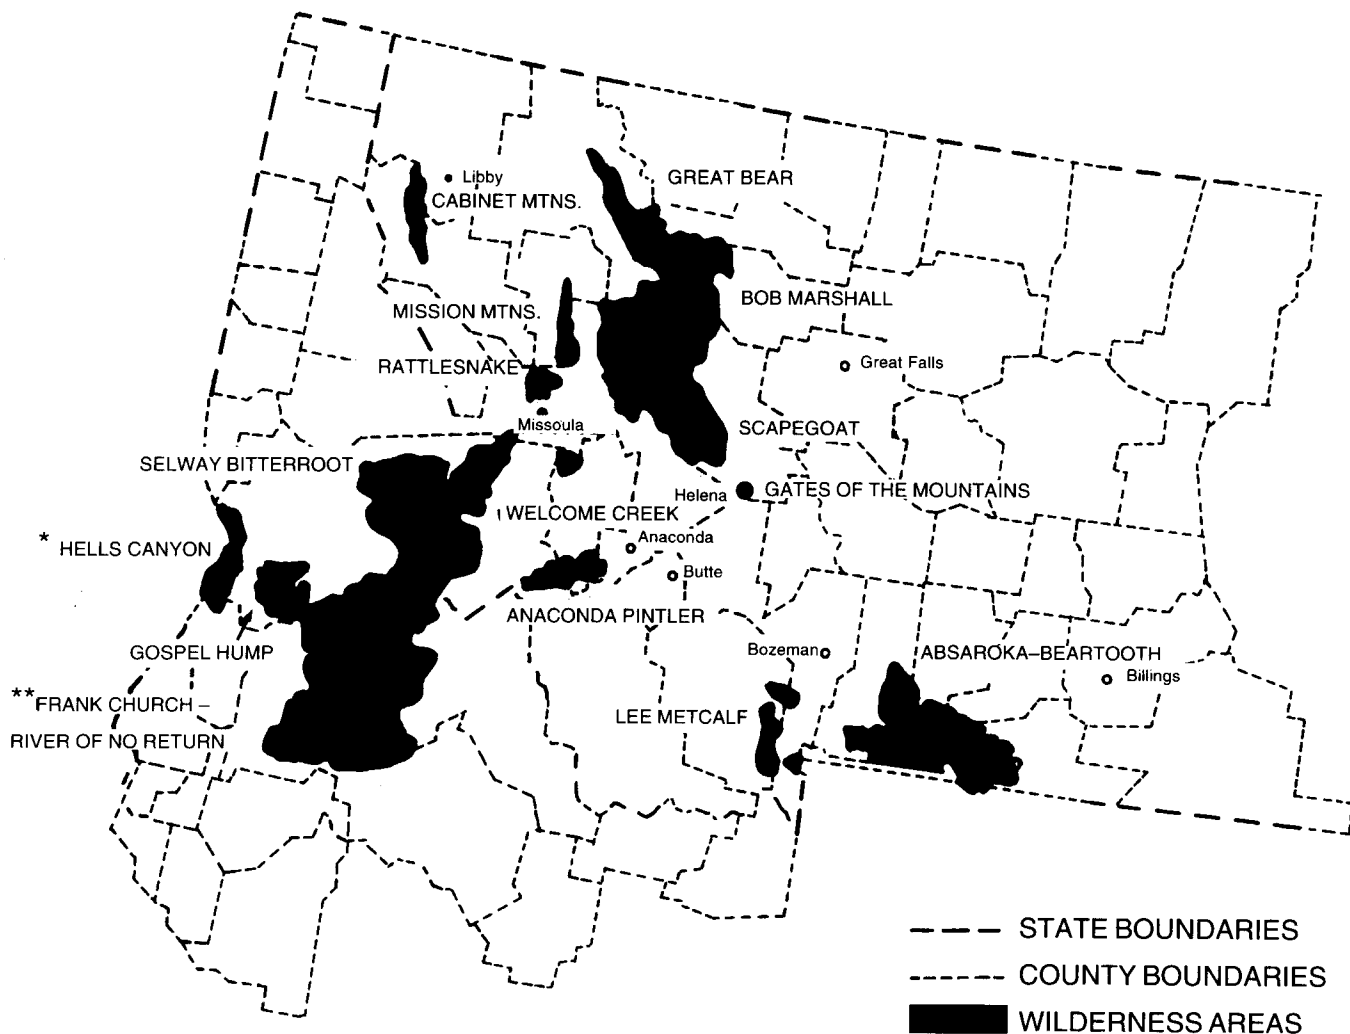 GREAT BEAR
Libby
CABINET MTNS.
BOB MARSHALL
MISSION MTNS.
Great Falls
RATTLESNAKE
Missoula
SCAPEGOAT
SELWAY BITTERROOT
Helena
GATES OF THE MOUNTAINS
WELCOME CREEK
Anaconda
* HELLS CANYON
Butte
ANACONDA PINTLER
Bozeman
ABSAROKA–BEARTOOTH
GOSPEL HUMP
Billings
**FRANK CHURCH –
RIVER OF NO RETURN
LEE METCALF
STATE BOUNDARIES
COUNTY BOUNDARIES
WILDERNESS AREAS